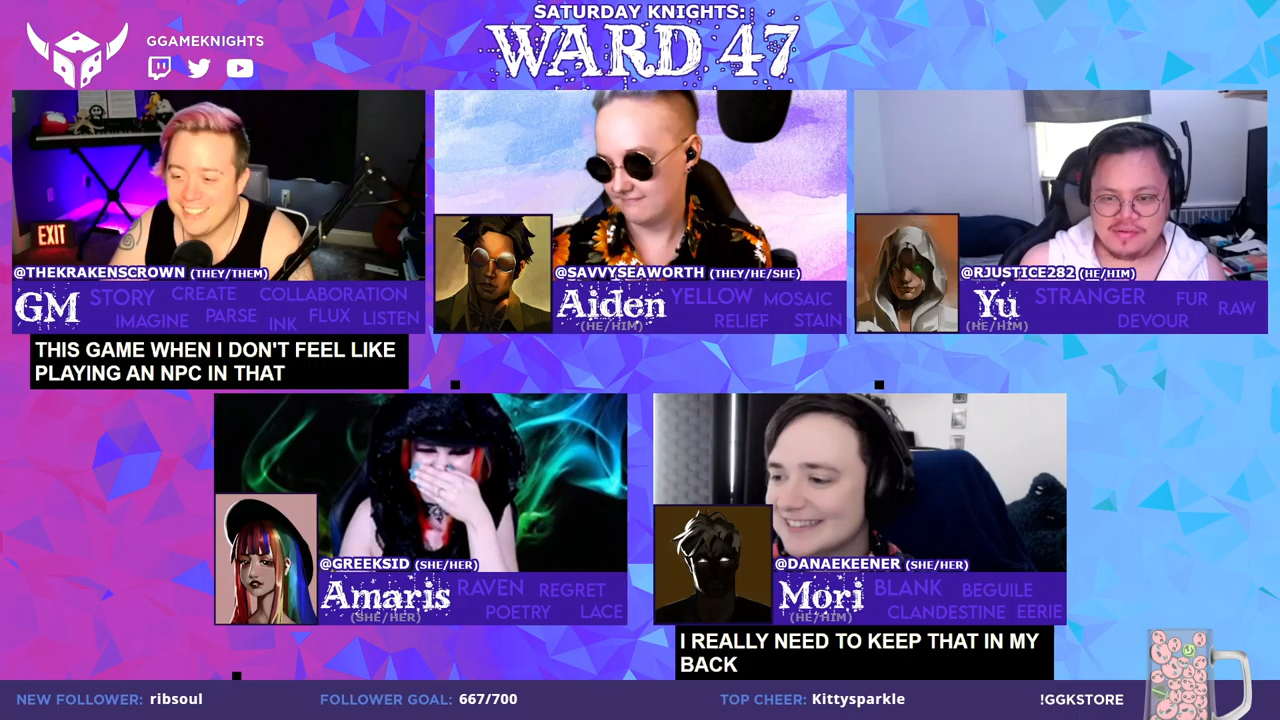 SATURDAY KNIGHTS:
WARD 47
GGAMEKNIGHTS
EXIT
@THEKRAKENSCROWN (THEY/THEM)
GM
STORY CREATE COLLABORATION
IMAGINE PARSE INK FLUX LISTEN
@SAVVYSEAWORTH (THEY/HE/SHE)
Aiden
(HE/HIM)
YELLOW MOSAIC
RELIEF STAIN
@RJUSTICE282 (HE/HIM)
Yu
(HE/HIM)
STRANGER FUR RAW
DEVOUR
THIS GAME WHEN I DON'T FEEL LIKE
PLAYING AN NPC IN THAT
@GREEKSID (SHE/HER)
Amaris
(SHE/HER)
RAVEN REGRET
POETRY LACE
@DANAEKEENER (SHE/HER)
Mori
(HE/HIM)
BLANK BEGUILE
CLANDESTINE EERIE
I REALLY NEED TO KEEP THAT IN MY
BACK
NEW FOLLOWER: ribsoul FOLLOWER GOAL: 667/700 TOP CHEER: Kittysparkle !GGKSTORE